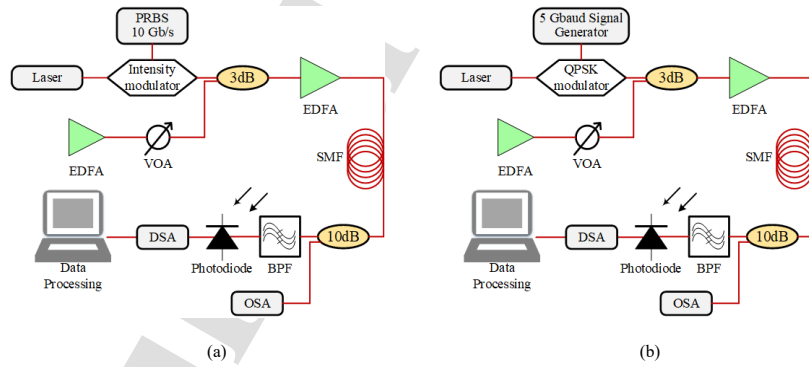 PRBS
10 Gb/s
Laser
Intensity
modulator
3dB
EDFA
EDFA
VOA
SMF
DSA
Photodiode
BPF
10dB
Data
Processing
OSA
(a)
5 Gbaud Signal
Generator
Laser
QPSK
modulator
3dB
EDFA
EDFA
VOA
SMF
DSA
Photodiode
BPF
10dB
Data
Processing
OSA
(b)